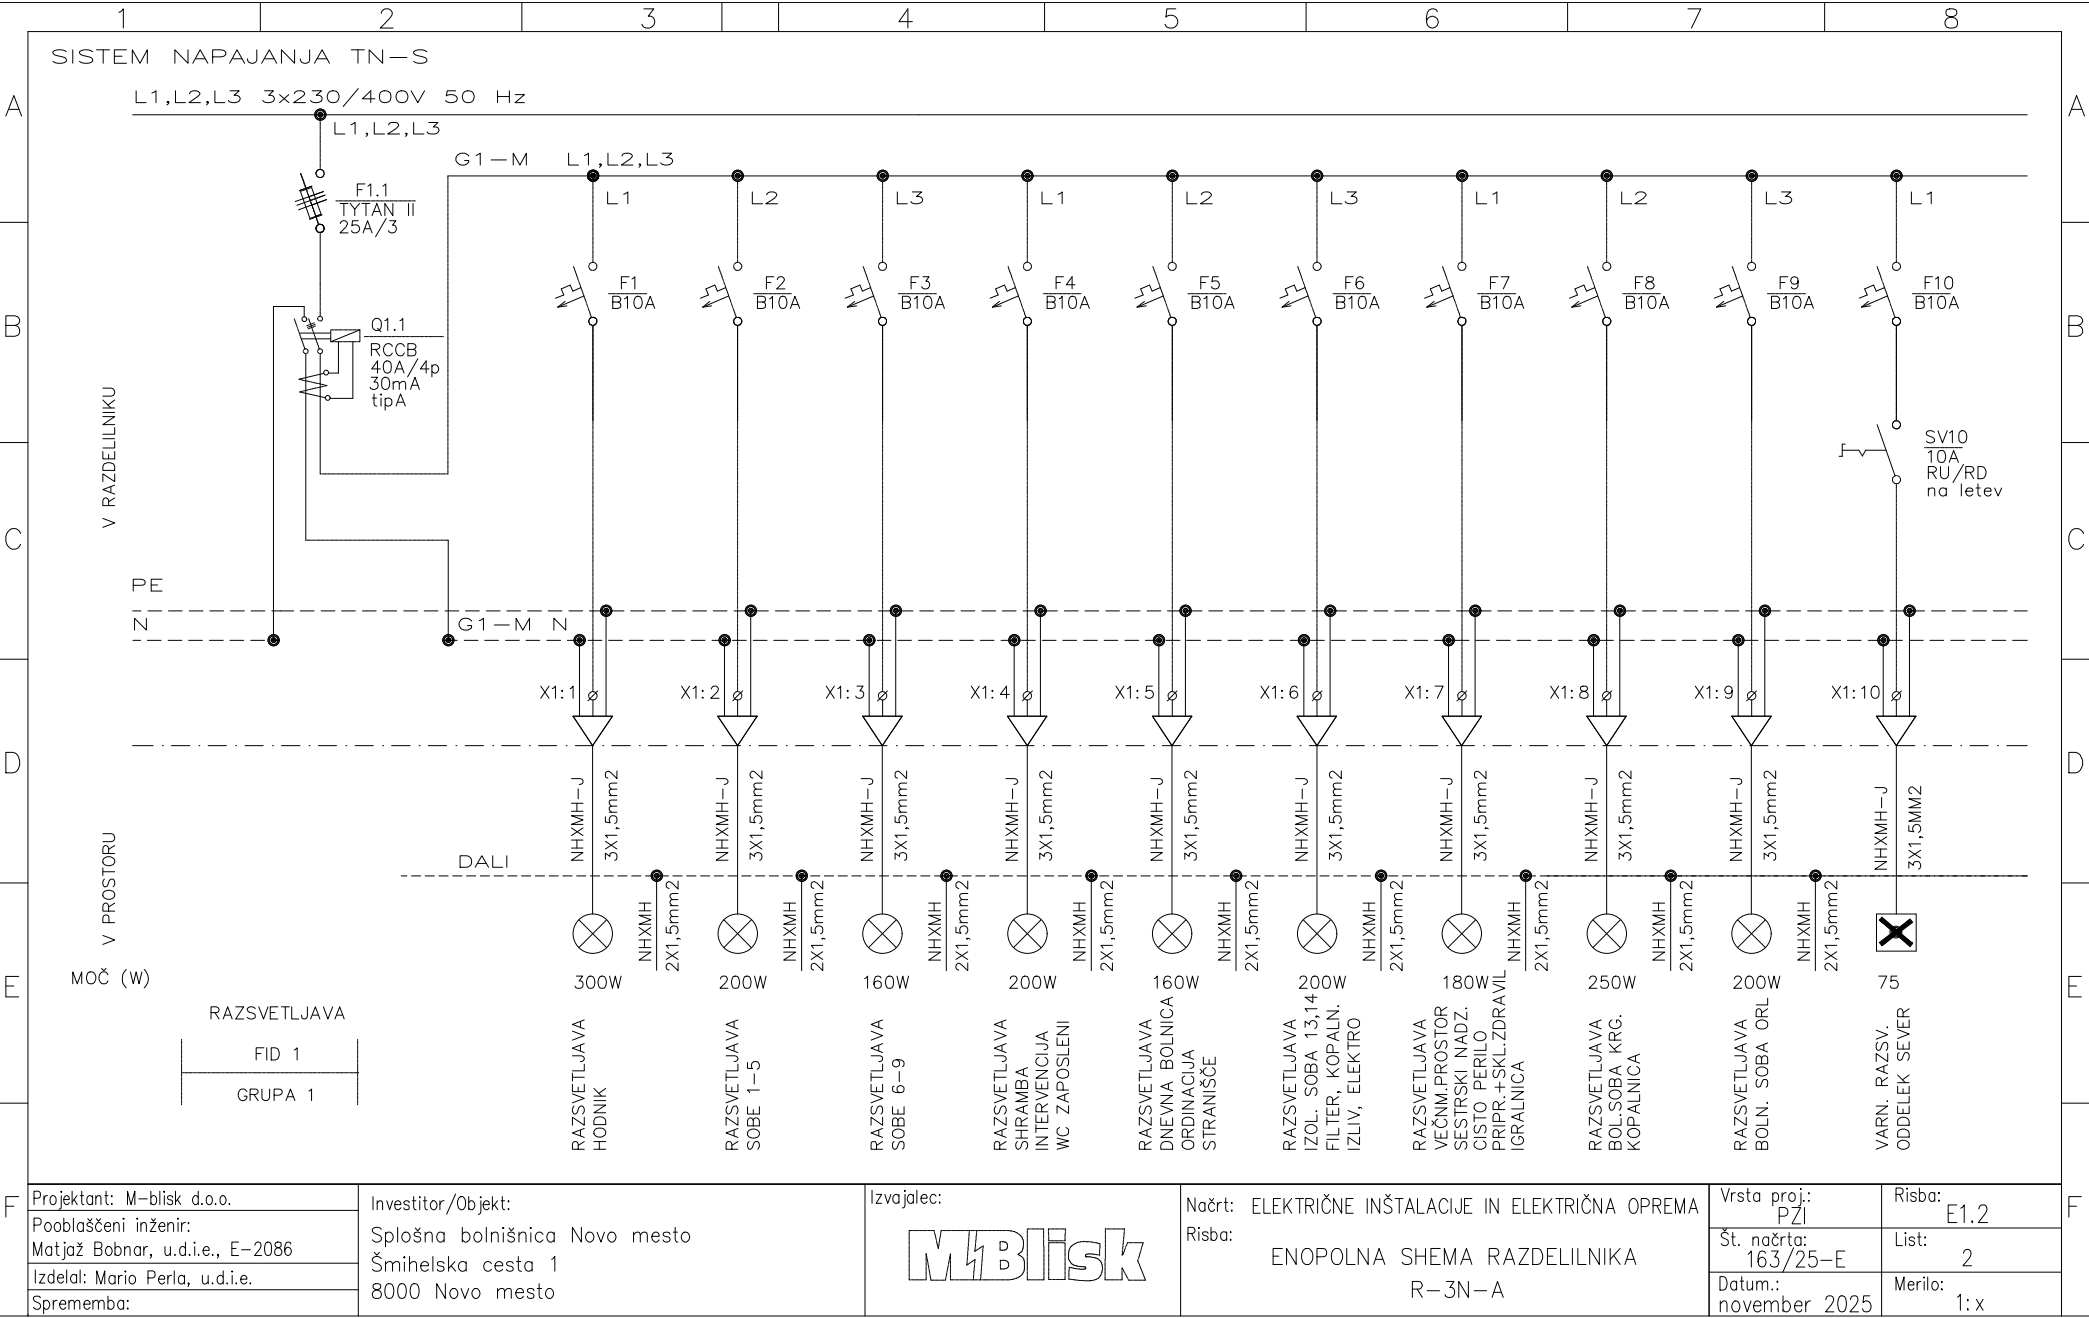 1 2 3 4 5 6 7 8
SISTEM NAPAJANJA TN-S
L1,L2,L3 3x230/400V 50 Hz
A A
L1,L2,L3
G1-M L1,L2,L3
L1 L2 L3 L1 L2 L3 L1 L2 L3 L1
F1.1
TYTAN II
25A/3
F1 F2 F3 F4 F5 F6 F7 F8 F9 F10
B10A B10A B10A B10A B10A B10A B10A B10A B10A B10A
B B
Q1.1
RCCB
40A/4p
30mA
tipA
V RAZDELILNIKU
SV10
10A
RU/RD
na letev
C C
PE
N
G1-M N
X1:1 X1:2 X1:3 X1:4 X1:5 X1:6 X1:7 X1:8 X1:9 X1:10
D D
NHXMH-J
3X1,5mm2
NHXMH-J
3X1,5mm2
NHXMH-J
3X1,5mm2
NHXMH-J
3X1,5mm2
NHXMH-J
3X1,5mm2
NHXMH-J
3X1,5mm2
NHXMH-J
3X1,5mm2
NHXMH-J
3X1,5mm2
NHXMH-J
3X1,5mm2
NHXMH-J
3X1,5MM2
DALI
V PROSTORU
NHXMH
2X1,5mm2
NHXMH
2X1,5mm2
NHXMH
2X1,5mm2
NHXMH
2X1,5mm2
NHXMH
2X1,5mm2
NHXMH
2X1,5mm2
NHXMH
2X1,5mm2
NHXMH
2X1,5mm2
NHXMH
2X1,5mm2
MOČ (W)
300W 200W 160W 200W 160W 200W 180W 250W 200W 75
E E
RAZSVETLJAVA
FID 1
GRUPA 1
RAZSVETLJAVA
HODNIK
RAZSVETLJAVA
SOBE 1-5
RAZSVETLJAVA
SOBE 6-9
RAZSVETLJAVA
SHRAMBA
INTERVENCIJA
WC ZAPOSLENI
RAZSVETLJAVA
DNEVNA BOLNICA
ORDINACIJA
STRANIŠČE
RAZSVETLJAVA
IZOL. SOBA 13,14
FILTER, KOPALN.
IZLIV, ELEKTRO
RAZSVETLJAVA
VEČNM.PROSTOR
SESTRSKI NADZ.
CISTO PERILO
PRIPR.+SKL.ZDRAVIL
IGRALNICA
RAZSVETLJAVA
BOL.SOBA KRG.
KOPALNICA
RAZSVETLJAVA
BOLN. SOBA ORL
VARN. RAZSV.
ODDELEK SEVER
F F
Projektant: M-blisk d.o.o.
Pooblaščeni inženir:
Matjaž Bobnar, u.d.i.e., E-2086
Izdelal: Mario Perla, u.d.i.e.
Sprememba:
Investitor/Objekt:
Splošna bolnišnica Novo mesto
Šmihelska cesta 1
8000 Novo mesto
Izvajalec:
MBlisk
Načrt: ELEKTRIČNE INŠTALACIJE IN ELEKTRIČNA OPREMA
Risba:
ENOPOLNA SHEMA RAZDELILNIKA
R-3N-A
Vrsta proj.:
PZI
Št. načrta:
163/25-E
Datum.:
november 2025
Risba:
E1.2
List:
2
Merilo:
1:x